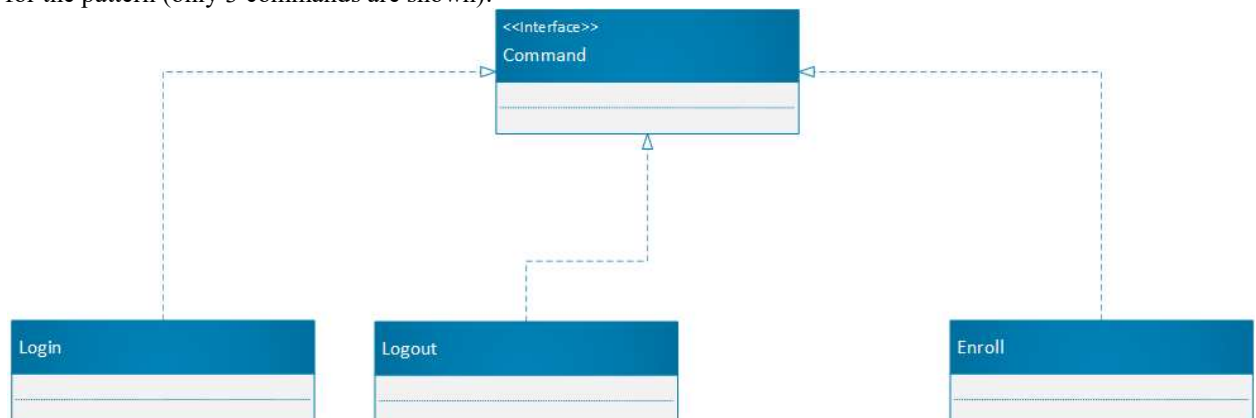 for the pattern (only 3 commands are shown):
<<Interface>>
Command
Login
Logout
Enroll